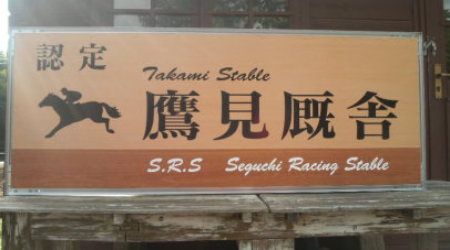 認定
Takami Stable
鷹見厩舎
S.R.S Seguchi Racing Stable